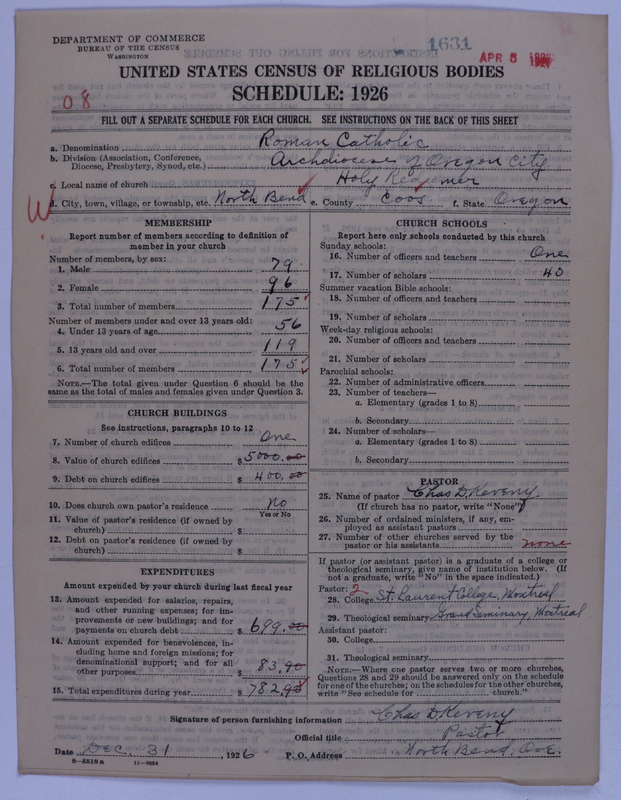 DEPARTMENT OF COMMERCE
BUREAU OF THE CENSUS
WASHINGTON
1631
APR 5
UNITED STATES CENSUS OF RELIGIOUS BODIES
SCHEDULE: 1926
08
FILL OUT A SEPARATE SCHEDULE FOR EACH CHURCH. SEE INSTRUCTIONS ON THE BACK OF THIS SHEET
a. Denomination Roman Catholic
b. Division (Association, Conference, Diocese, Presbytery, Synod, etc.) Archdiocese of Oregon City
c. Local name of church Holy Redeemer
d. City, town, village, or township, etc. North Bend e. County Coos f. State Oregon
W
MEMBERSHIP
Report number of members according to definition of
member in your church
Number of members, by sex:
1. Male 79
2. Female 96
3. Total number of members 175
Number of members under and over 13 years old:
4. Under 13 years of age 56
5. 13 years old and over 119
6. Total number of members 175
NOTE.—The total given under Question 6 should be
same as the total of males and females given under Question 3.
CHURCH BUILDINGS
See instructions, paragraphs 10 to 12
7. Number of church edifices One
8. Value of church edifices $5000.00
9. Debt on church edifices $400.00
10. Does church own pastor's residence No
Yes or No
11. Value of pastor's residence (if owned by
church) $
12. Debt on pastor's residence (if owned by
church) $
EXPENDITURES
Amount expended by your church during last fiscal year
13. Amount expended for salaries, repairs,
and other running expenses; for im-
provements or new buildings; and for
payments on church debt $699.00
14. Amount expended for benevolences, in-
cluding home and foreign missions; for
denominational support; and for all
other purposes $83.90
15. Total expenditures during year $782.
CHURCH SCHOOLS
Report here only schools conducted by this church
Sunday schools:
16. Number of officers and teachers One
17. Number of scholars 40
Summer vacation Bible schools:
18. Number of officers and teachers
19. Number of scholars
Week-day religious schools:
20. Number of officers and teachers
21. Number of scholars
Parochial schools:
22. Number of administrative officers
23. Number of teachers—
a. Elementary (grades 1 to 8)
b. Secondary
24. Number of scholars—
a. Elementary (grades 1 to 8)
b. Secondary
PASTOR
25. Name of pastor Chas D. Keveny.
(If church has no pastor, write "None")
26. Number of ordained ministers, if any, em-
ployed as assistant pastors
27. Number of other churches served by the
pastor or his assistants none
If pastor (or assistant pastor) is a graduate of a college or
theological seminary, give name of institution below. (If
not a graduate, write "No" in the space indicated.)
Pastor: 2
28. College St. Laurent College, Montreal
29. Theological seminary Grand Seminary, Montreal
Assistant pastor:
30. College
31. Theological seminary
NOTE.—Where one pastor serves two or more churches,
Questions 28 and 29 should be answered only on the schedule
for one of the churches; on the schedules for the other churches,
write "See schedule for church."
Signature of person furnishing information Chas D. Keveny
Official title Pastor
Date Dec. 31, 1926 P. O. Address North Bend, Ore.
8—5518a 11—9054